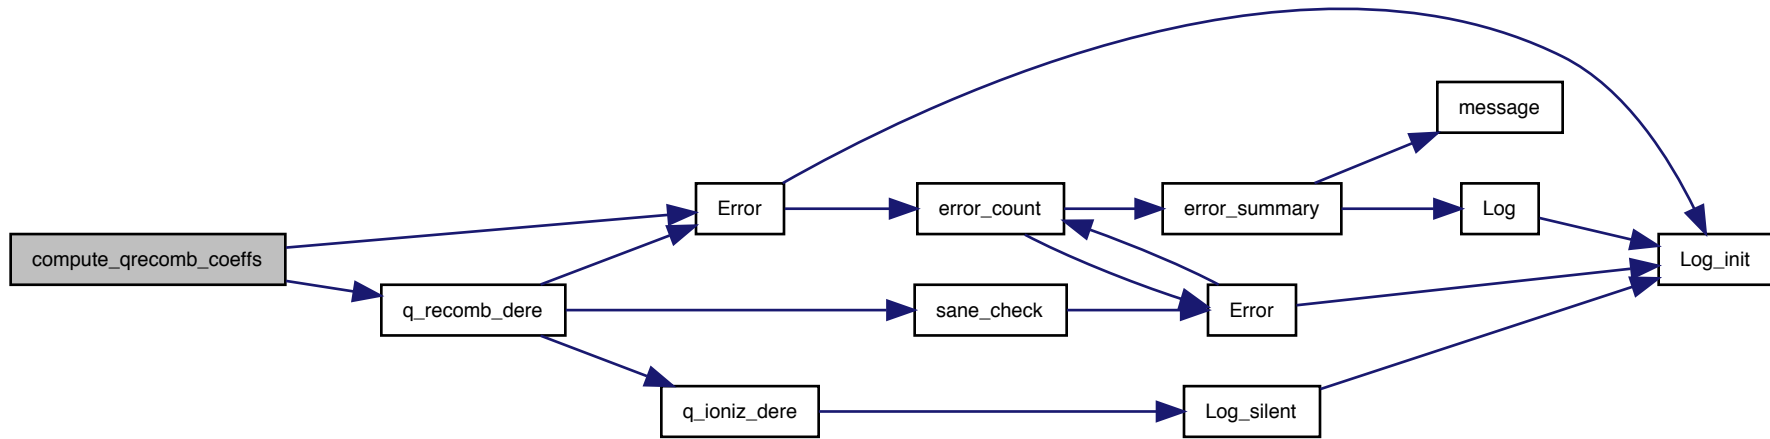 message
Error
error_count
error_summary
Log
compute_qrecomb_coeffs
Log_init
q_recomb_dere
sane_check
Error
q_ioniz_dere
Log_silent